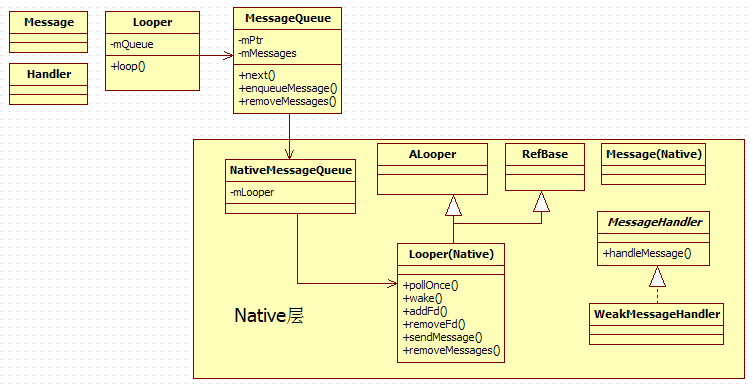 Message
Handler
Looper
-mQueue
+loop()
MessageQueue
-mPtr
-mMessages
+next()
+enqueueMessage()
+removeMessages()
NativeMessageQueue
-mLooper
ALooper
RefBase
Message(Native)
MessageHandler
+handleMessage()
Looper(Native)
+pollOnce()
+wake()
+addFd()
+removeFd()
+sendMessage()
+removeMessages()
WeakMessageHandler
Native层